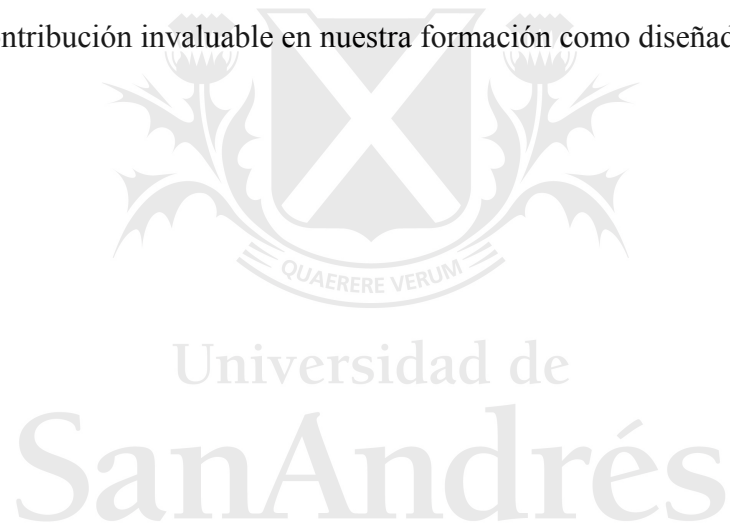 ntribución invaluable en nuestra formación como diseñad
QUAERERE VERUM
Universidad de
SanAndrés